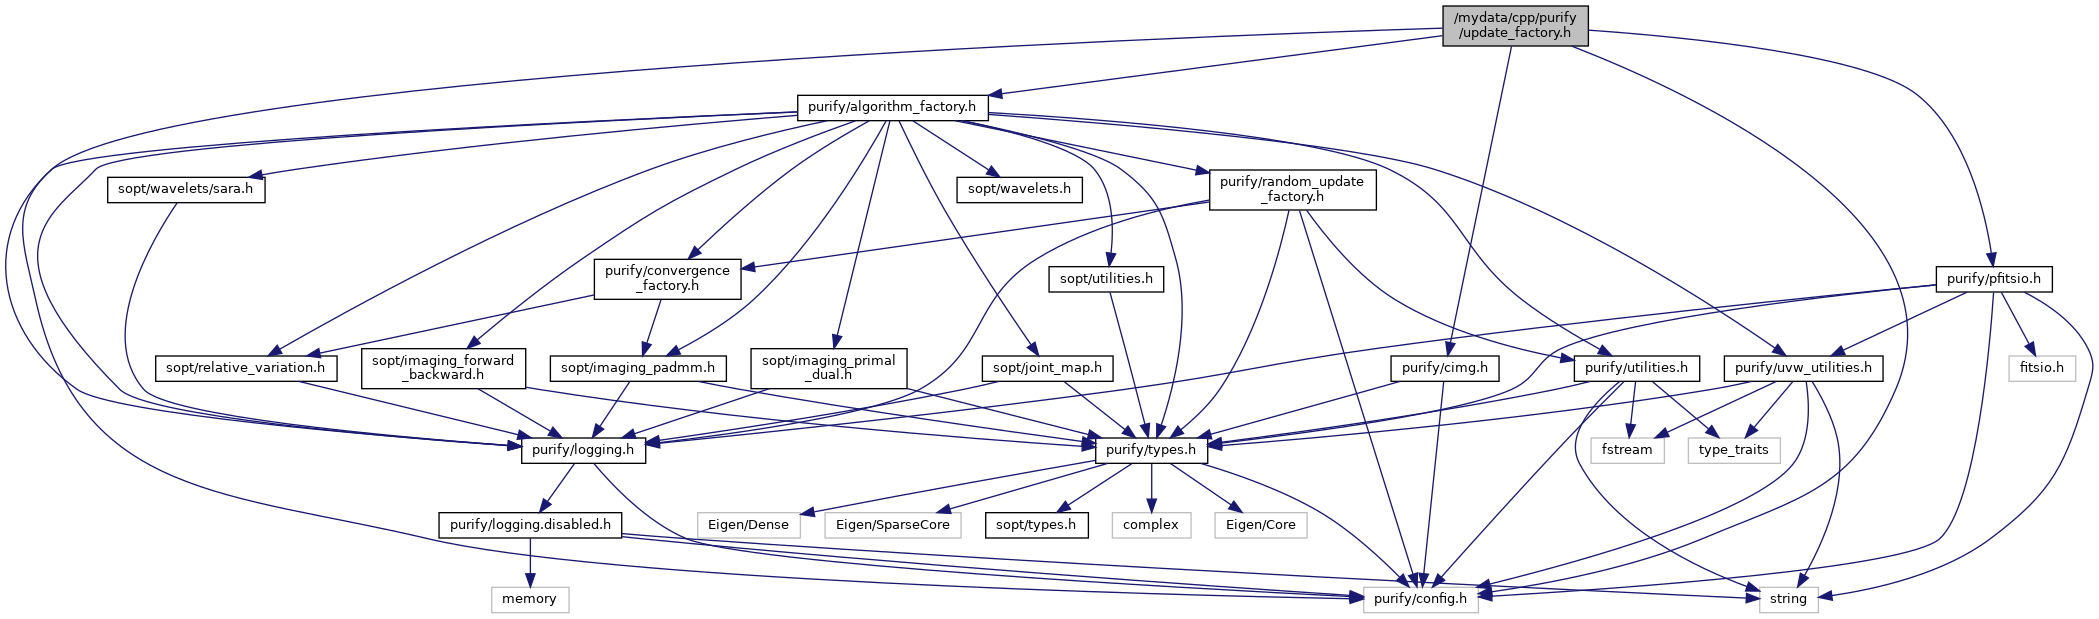 /mydata/cpp/purify
/update_factory.h
purify/algorithm_factory.h
sopt/wavelets/sara.h
sopt/wavelets.h
purify/random_update
_factory.h
purify/convergence
_factory.h
sopt/utilities.h
purify/pfitsio.h
sopt/relative_variation.h
sopt/imaging_forward
_backward.h
sopt/imaging_padmm.h
sopt/imaging_primal
_dual.h
sopt/joint_map.h
purify/cimg.h
purify/utilities.h
purify/uvw_utilities.h
fitsio.h
purify/logging.h
purify/types.h
fstream
type_traits
purify/logging.disabled.h
Eigen/Dense
Eigen/SparseCore
sopt/types.h
complex
Eigen/Core
memory
purify/config.h
string